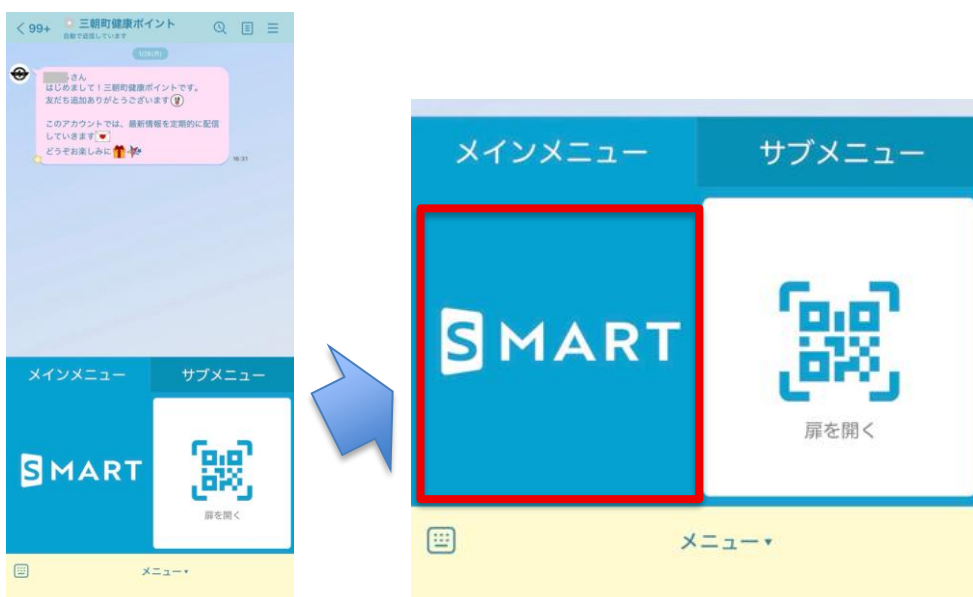 99+ 三朝町健康ポイント
自動で返信しています
1/29(月)
さん
はじめまして！三朝町健康ポイントです。
友だち追加ありがとうございます
このアカウントでは、最新情報を定期的に配信
していきます
どうぞお楽しみに
16:31
メインメニュー サブメニュー
SMART
扉を開く
メニュー▾
メインメニュー サブメニュー
SMART
扉を開く
メニュー▾